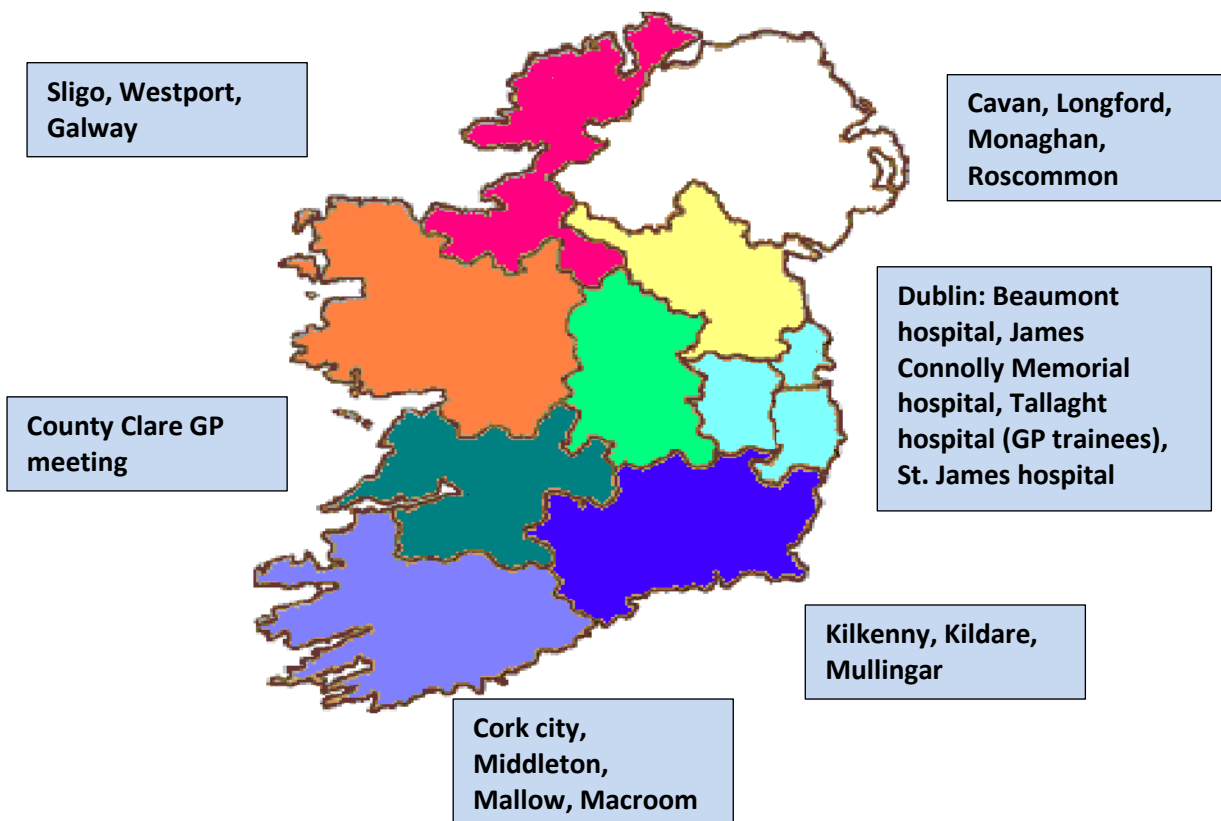 Sligo, Westport,
Galway
Cavan, Longford,
Monaghan,
Roscommon
Dublin: Beaumont
hospital, James
Connolly Memorial
hospital, Tallaght
hospital (GP trainees),
St. James hospital
County Clare GP
meeting
Kilkenny, Kildare,
Mullingar
Cork city,
Middleton,
Mallow, Macroom